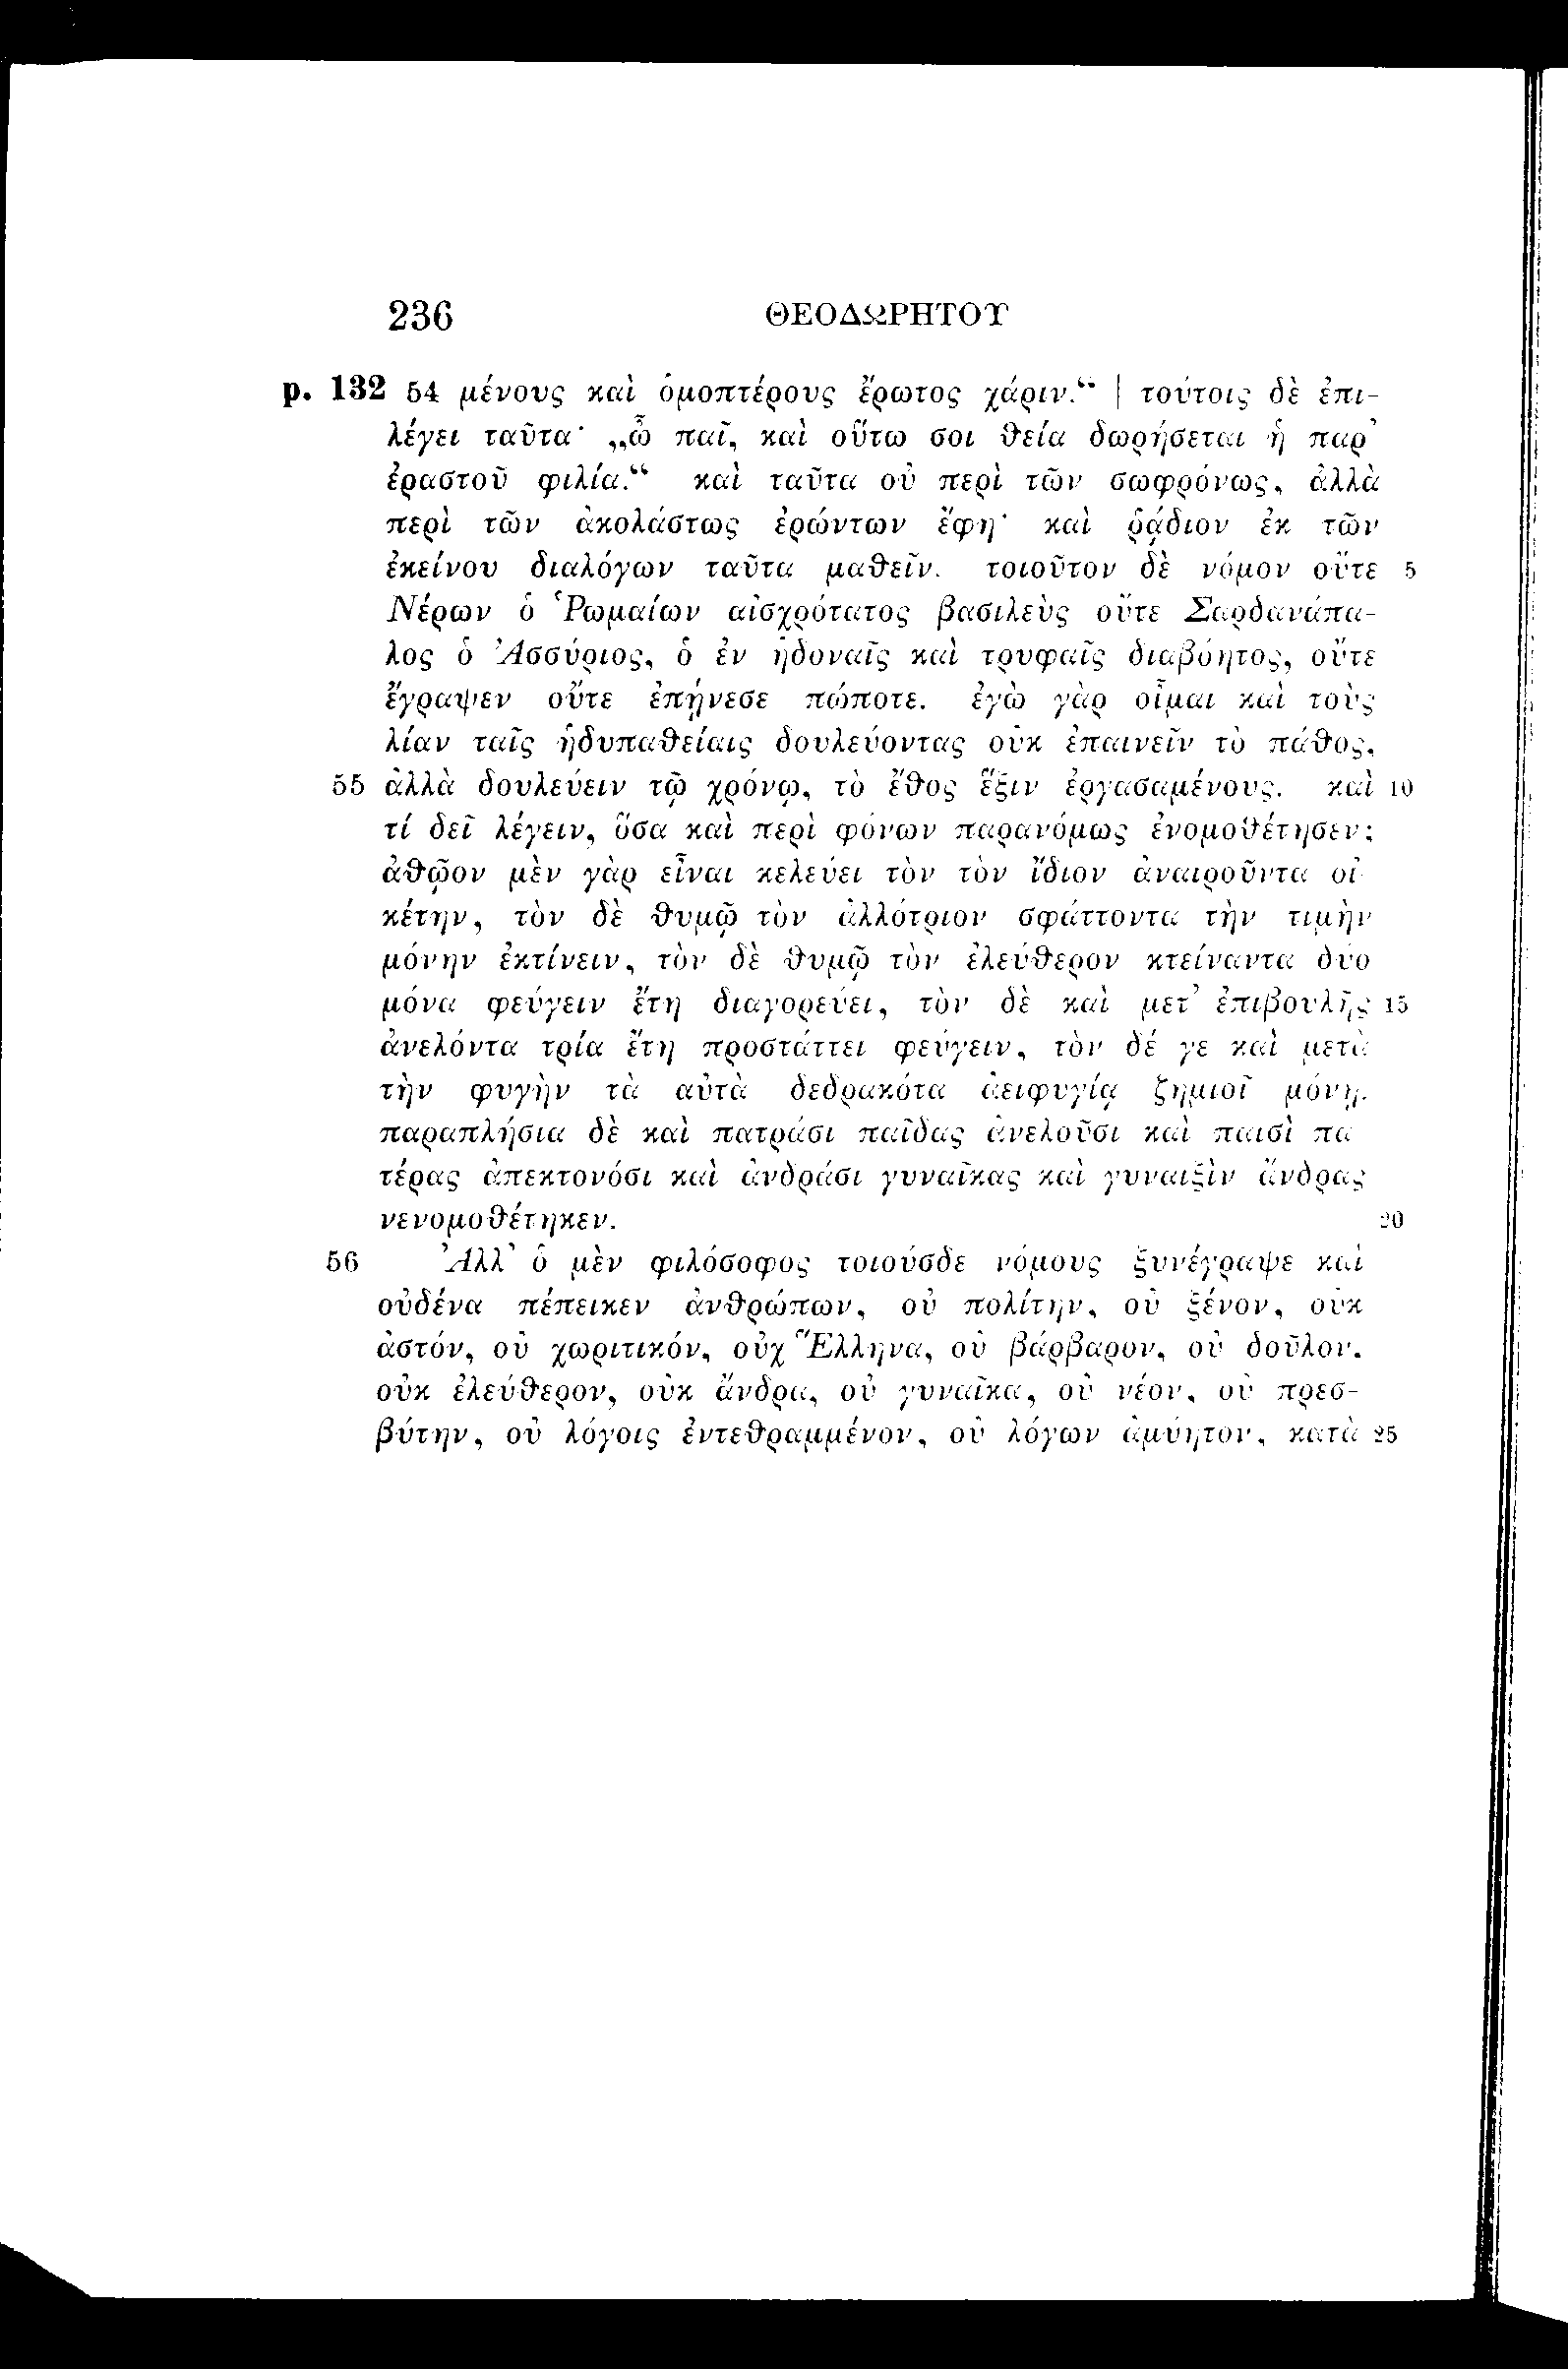 236 ΘΕΟΔΩΡΗΤΟΥ
p. 132 54 μένους καὶ ὁμοπτέρους ἔρωτος χάριν.“ | τούτοις δὲ ἐπι-
λέγει ταῦτα· „ὦ παῖ, καὶ οὕτω σοι θεία δωρήσεται ἡ παρ’
ἐραστοῦ φιλία.“ καὶ ταῦτα οὐ περὶ τῶν σωφρόνως, ἀλλὰ
περὶ τῶν ἀκολάστως ἐρώντων ἔφη· καὶ ῥᾴδιον ἐκ τῶν
ἐκείνου διαλόγων ταῦτα μαθεῖν. τοιοῦτον δὲ νόμον οὔτε 5
Νέρων ὁ Ῥωμαίων αἰσχρότατος βασιλεὺς οὔτε Σαρδανάπα-
λος ὁ Ἀσσύριος, ὁ ἐν ἡδοναῖς καὶ τρυφαῖς διαβόητος, οὔτε
ἔγραψεν οὔτε ἐπῄνεσε πώποτε. ἐγὼ γὰρ οἶμαι καὶ τοὺς
λίαν ταῖς ἡδυπαθείαις δουλεύοντας οὐκ ἐπαινεῖν τὸ πάθος,
55 ἀλλὰ δουλεύειν τῷ χρόνῳ, τὸ ἔθος ἕξιν ἐργασαμένους. καὶ 10
τί δεῖ λέγειν, ὅσα καὶ περὶ φόνων παρανόμως ἐνομοθέτησεν;
ἀθῷον μὲν γὰρ εἶναι κελεύει τὸν τὸν ἴδιον ἀναιροῦντα οἰ-
κέτην, τὸν δὲ θυμῷ τὸν ἀλλότριον σφάττοντα τὴν τιμὴν
μόνην ἐκτίνειν, τὸν δὲ θυμῷ τὸν ἐλεύθερον κτείναντα δύο
μόνα φεύγειν ἔτη διαγορεύει, τὸν δὲ καὶ μετ’ ἐπιβουλῆς 15
ἀνελόντα τρία ἔτη προστάττει φεύγειν, τὸν δέ γε καὶ μετὰ
τὴν φυγὴν τὰ αὐτὰ δεδρακότα ἀειφυγίᾳ ζημιοῖ μόνῃ.
παραπλήσια δὲ καὶ πατράσι παῖδας ἀνελοῦσι καὶ παισὶ πα
τέρας ἀπεκτονόσι καὶ ἀνδράσι γυναῖκας καὶ γυναιξὶν ἄνδρας
νενομοθέτηκεν. 20
56 Ἀλλ’ ὁ μὲν φιλόσοφος τοιούσδε νόμους ξυνέγραψε καὶ
οὐδένα πέπεικεν ἀνθρώπων, οὐ πολίτην, οὐ ξένον, οὐκ
ἀστόν, οὐ χωριτικόν, οὐχ Ἕλληνα, οὐ βάρβαρον, οὐ δοῦλον,
οὐκ ἐλεύθερον, οὐκ ἄνδρα, οὐ γυναῖκα, οὐ νέον, οὐ πρεσ-
βύτην, οὐ λόγοις ἐντεθραμμένον, οὐ λόγων ἀμύητον, κατὰ 25